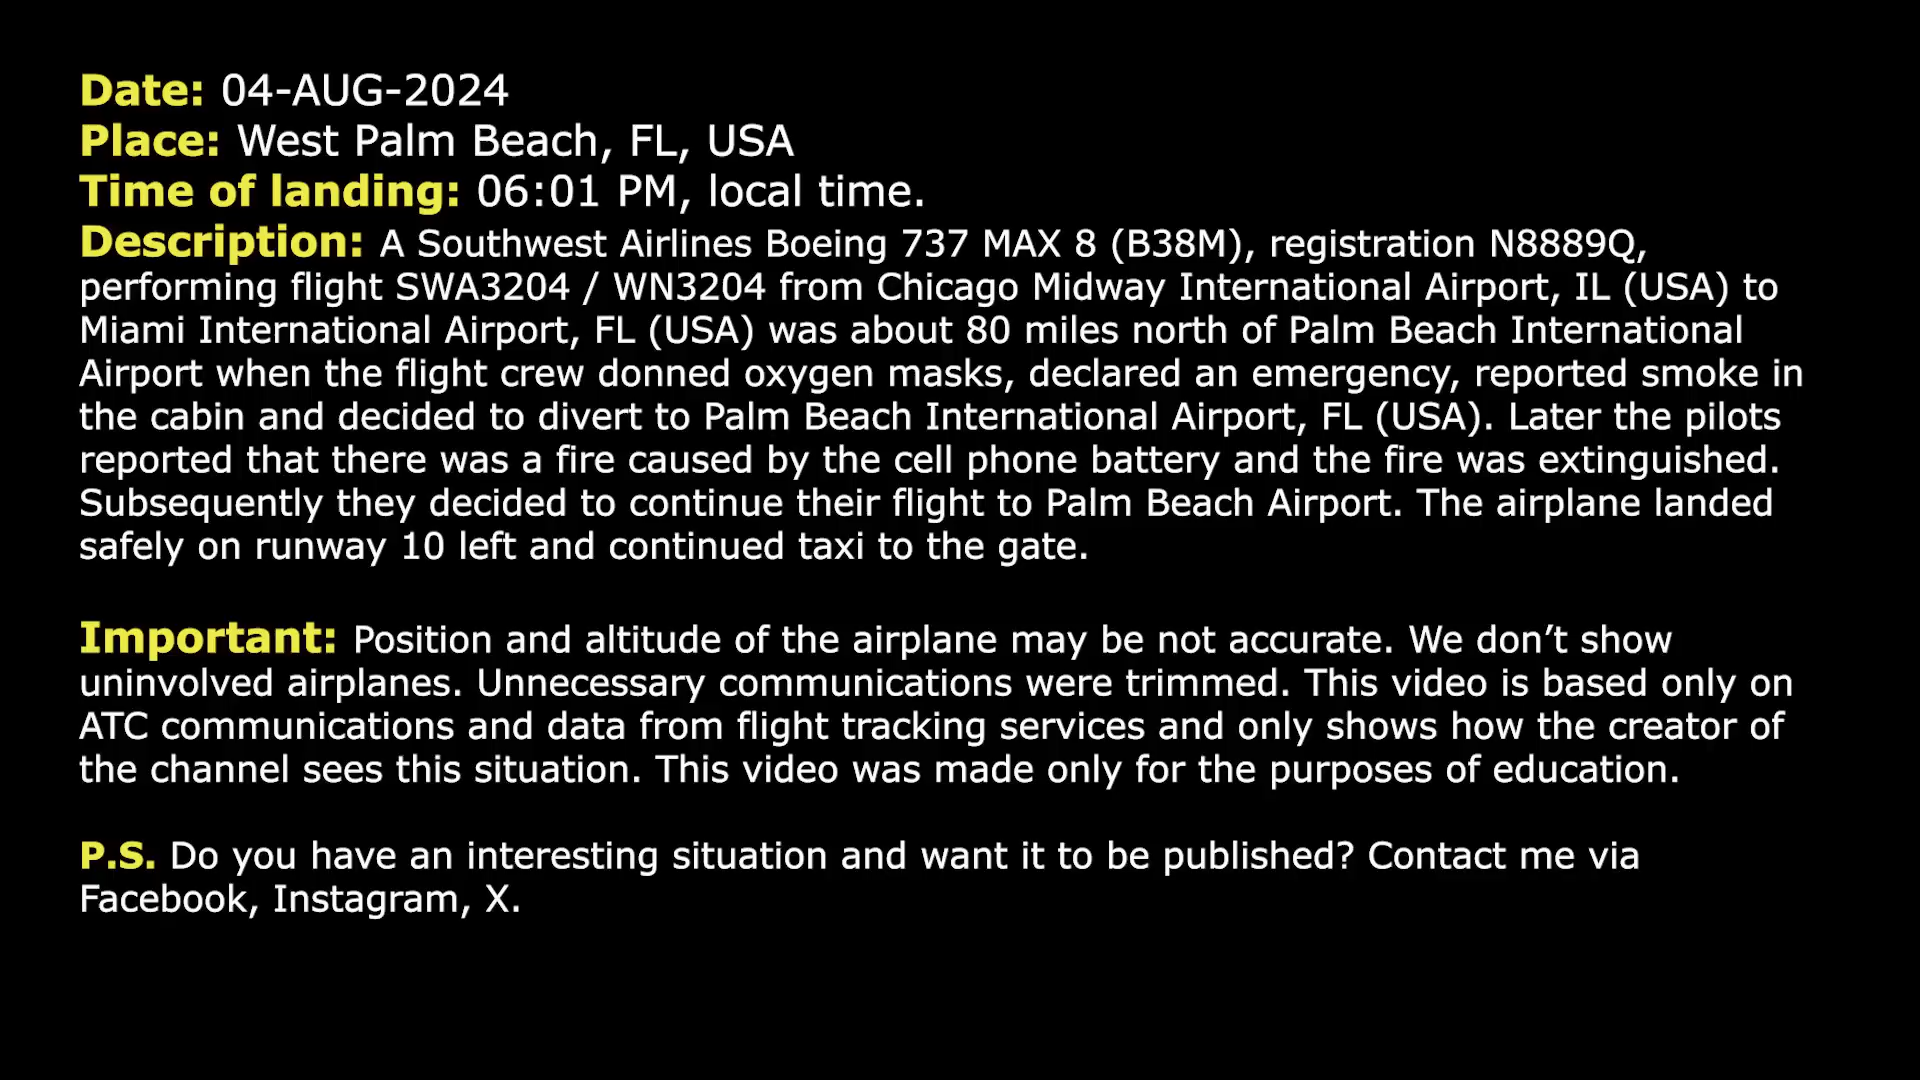 Date: 04-AUG-2024
Place: West Palm Beach, FL, USA
Time of landing: 06:01 PM, local time.
Description: A Southwest Airlines Boeing 737 MAX 8 (B38M), registration N8889Q,
performing flight SWA3204 / WN3204 from Chicago Midway International Airport, IL (USA) to
Miami International Airport, FL (USA) was about 80 miles north of Palm Beach International
Airport when the flight crew donned oxygen masks, declared an emergency, reported smoke in
the cabin and decided to divert to Palm Beach International Airport, FL (USA). Later the pilots
reported that there was a fire caused by the cell phone battery and the fire was extinguished.
Subsequently they decided to continue their flight to Palm Beach Airport. The airplane landed
safely on runway 10 left and continued taxi to the gate.
Important: Position and altitude of the airplane may be not accurate. We don’t show
uninvolved airplanes. Unnecessary communications were trimmed. This video is based only on
ATC communications and data from flight tracking services and only shows how the creator of
the channel sees this situation. This video was made only for the purposes of education.
P.S. Do you have an interesting situation and want it to be published? Contact me via
Facebook, Instagram, X.